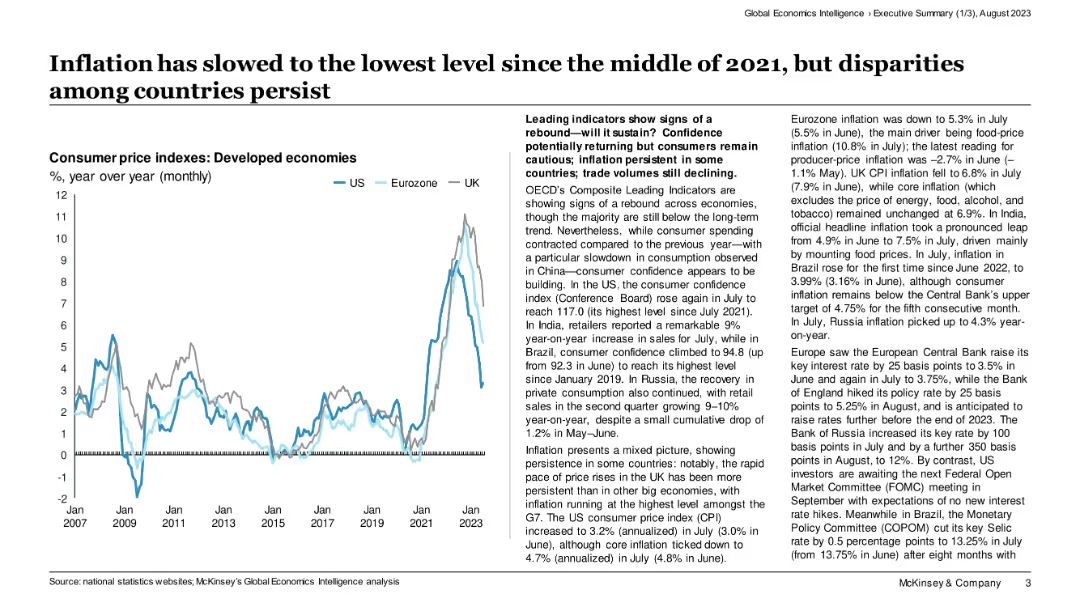 Global Economics Intelligence › Executive Summary (1/3), August 2023
Inflation has slowed to the lowest level since the middle of 2021, but disparities
among countries persist
Consumer price indexes: Developed economies
%, year over year (monthly)
US
Eurozone
UK
12
11
10
9
8
7
6
5
4
3
2
1
0
-1
-2
Jan
2007
Jan
2009
Jan
2011
Jan
2013
Jan
2015
Jan
2017
Jan
2019
Jan
2021
Jan
2023
Leading indicators show signs of a
rebound—will it sustain? Confidence
potentially returning but consumers remain
cautious; inflation persistent in some
countries; trade volumes still declining.
OECD's Composite Leading Indicators are
showing signs of a rebound across economies,
though the majority are still below the long-term
trend. Nevertheless, while consumer spending
contracted compared to the previous year—with
a particular slowdown in consumption observed
in China—consumer confidence appears to be
building. In the US, the consumer confidence
index (Conference Board) rose again in July to
reach 117.0 (its highest level since July 2021).
In India, retailers reported a remarkable 9%
year-on-year increase in sales for July, while in
Brazil, consumer confidence climbed to 94.8 (up
from 92.3 in June) to reach its highest level
since January 2019. In Russia, the recovery in
private consumption also continued, with retail
sales in the second quarter growing 9–10%
year-on-year, despite a small cumulative drop of
1.2% in May–June.
Inflation presents a mixed picture, showing
persistence in some countries: notably, the rapid
pace of price rises in the UK has been more
persistent than in other big economies, with
inflation running at the highest level amongst the
G7. The US consumer price index (CPI)
increased to 3.2% (annualized) in July (3.0% in
June), although core inflation ticked down to
4.7% (annualized) in July (4.8% in June).
Eurozone inflation was down to 5.3% in July
(5.5% in June), the main driver being food-price
inflation (10.8% in July); the latest reading for
producer-price inflation was –2.7% in June (–
1.1% May). UK CPI inflation fell to 6.8% in July
(7.9% in June), while core inflation (which
excludes the price of energy, food, alcohol, and
tobacco) remained unchanged at 6.9%. In India,
official headline inflation took a pronounced leap
from 4.9% in June to 7.5% in July, driven mainly
by mounting food prices. In July, inflation in
Brazil rose for the first time since June 2022, to
3.99% (3.16% in June), although consumer
inflation remains below the Central Bank's upper
target of 4.75% for the fifth consecutive month.
In July, Russia inflation picked up to 4.3% year-
on-year.
Europe saw the European Central Bank raise its
key interest rate by 25 basis points to 3.5% in
June and again in July to 3.75%, while the Bank
of England hiked its policy rate by 25 basis
points to 5.25% in August, and is anticipated to
raise rates further before the end of 2023. The
Bank of Russia increased its key rate by 100
basis points in July and by a further 350 basis
points in August, to 12%. By contrast, US
investors are awaiting the next Federal Open
Market Committee (FOMC) meeting in
September with expectations of no new interest
rate hikes. Meanwhile in Brazil, the Monetary
Policy Committee (COPOM) cut its key Selic
rate by 0.5 percentage points to 13.25% in July
(from 13.75% in June) after eight months with
Source: national statistics websites; McKinsey's Global Economics Intelligence analysis
McKinsey & Company 3